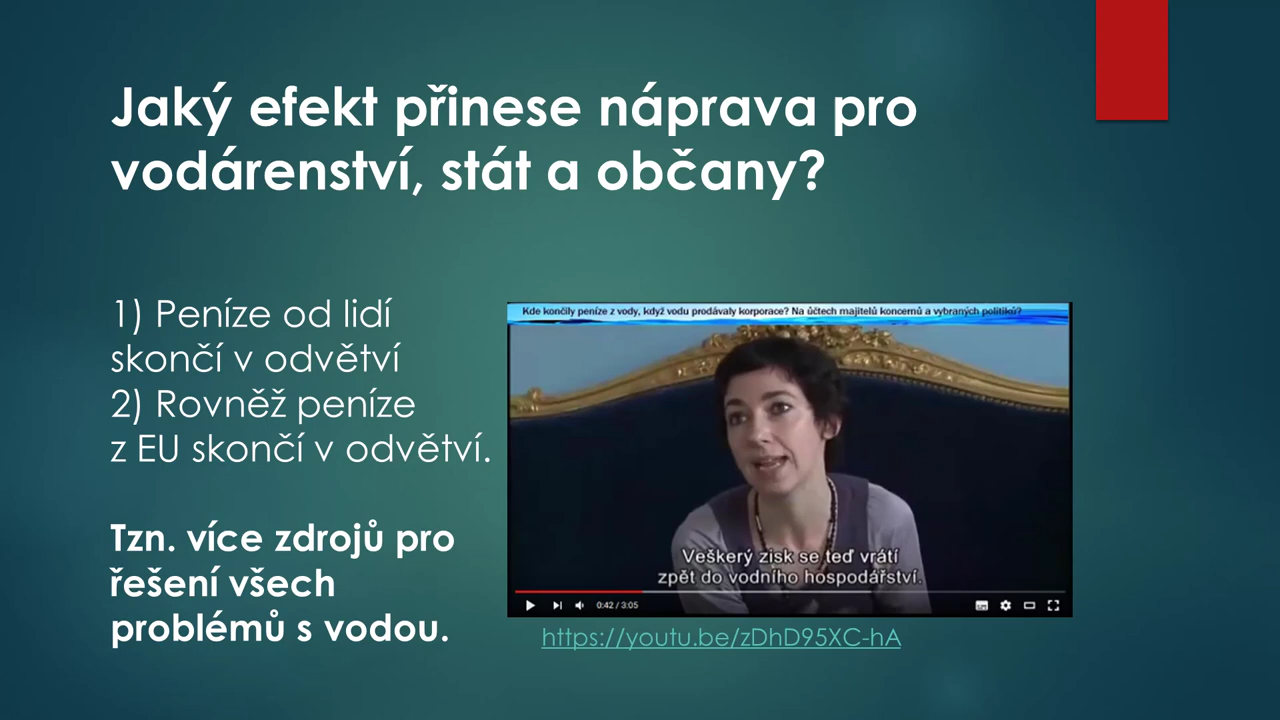 Jaký efekt přinese náprava pro
vodárenství, stát a občany?
1) Peníze od lidí
skončí v odvětví
2) Rovněž peníze
z EU skončí v odvětví.
Tzn. více zdrojů pro
řešení všech
problémů s vodou.
Kde končily peníze z vody, když vodu prodávaly korporace? Na účtech majitelů koncernů a vybraných politiků?
Veškerý zisk se teď vrátí
zpět do vodního hospodářství.
0:42 / 3:05
https://youtu.be/zDhD95XC-hA